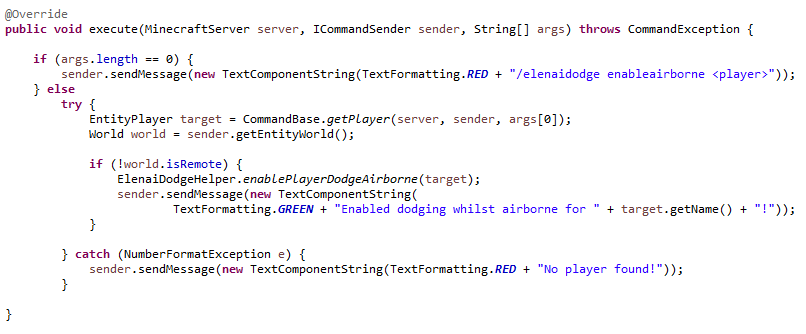 @Override
public void execute(MinecraftServer server, ICommandSender sender, String[] args) throws CommandException {
if (args.length == 0) {
sender.sendMessage(new TextComponentString(TextFormatting.RED + "/elenaidodge enableairborne <player>"));
} else
try {
EntityPlayer target = CommandBase.getPlayer(server, sender, args[0]);
World world = sender.getEntityWorld();
if (!world.isRemote) {
ElenaiDodgeHelper.enablePlayerDodgeAirborne(target);
sender.sendMessage(new TextComponentString(
TextFormatting.GREEN + "Enabled dodging whilst airborne for " + target.getName() + "!"));
}
} catch (NumberFormatException e) {
sender.sendMessage(new TextComponentString(TextFormatting.RED + "No player found!"));
}
}